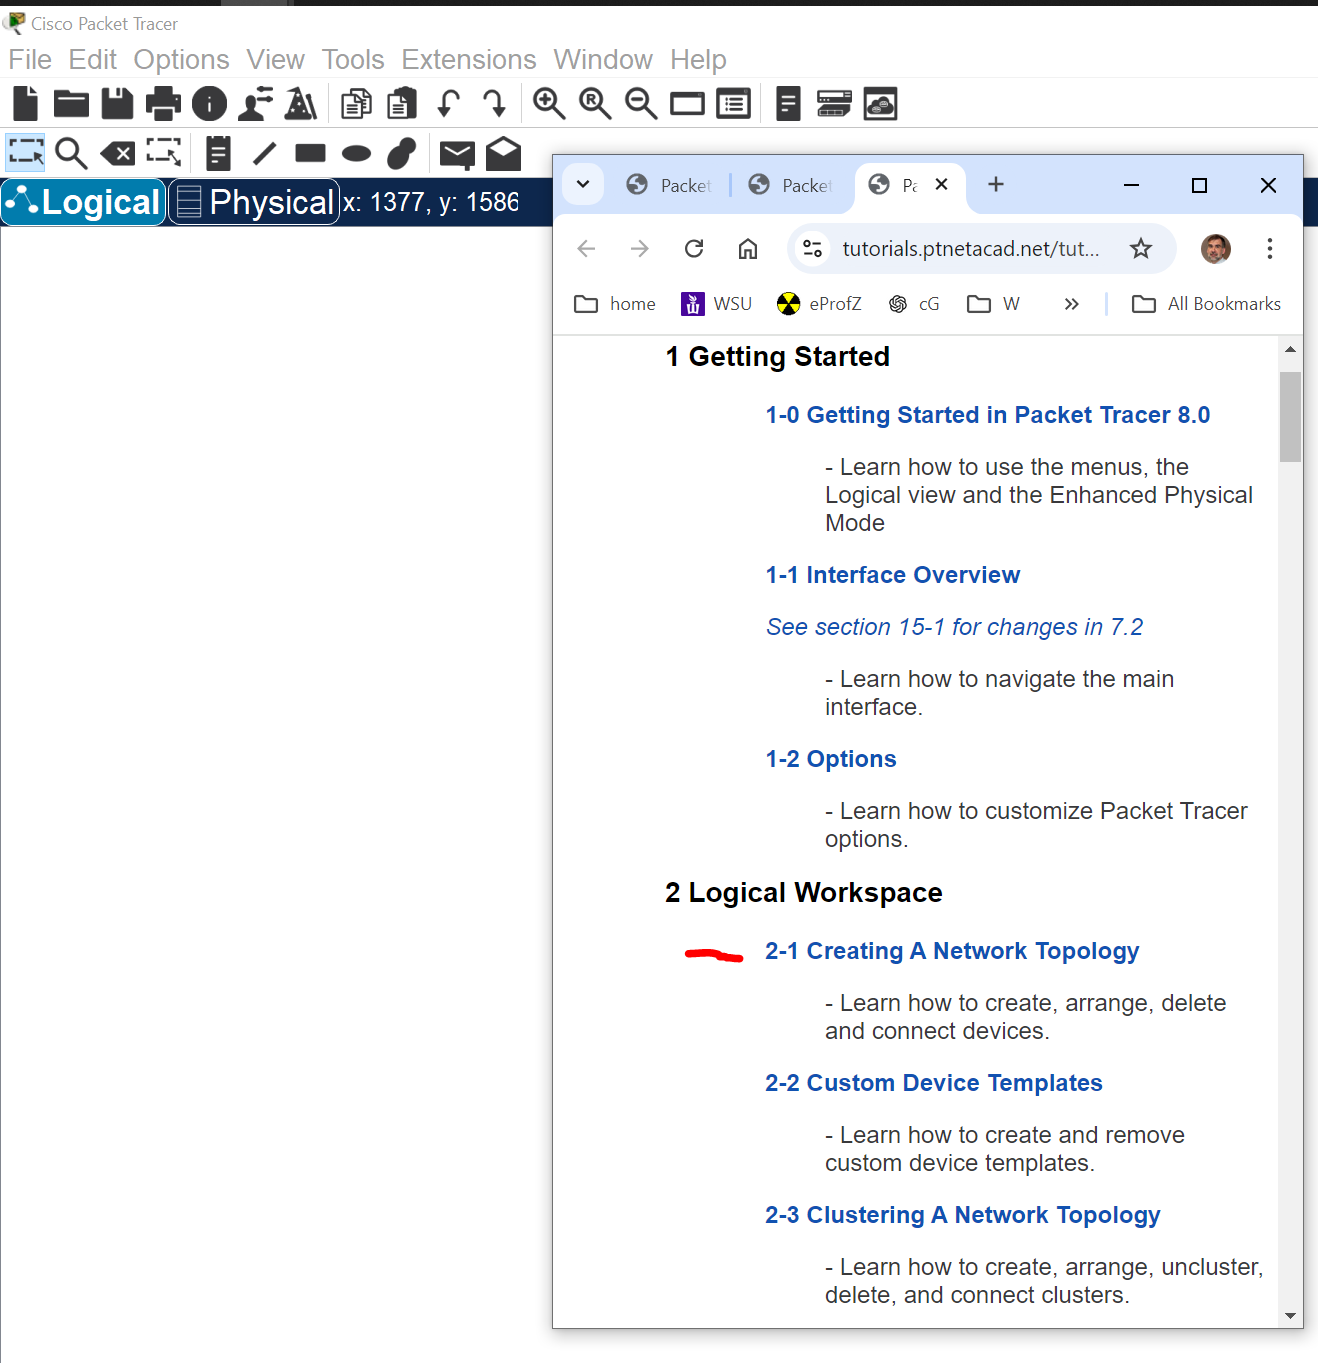 Cisco Packet Tracer
File Edit Options View Tools Extensions Window Help
Logical Physical x: 1377, y: 1586
Packet Packet Pa
tutorials.ptnetacad.net/tut...
home WSU eProfZ cG W All Bookmarks
1 Getting Started
1-0 Getting Started in Packet Tracer 8.0
- Learn how to use the menus, the
Logical view and the Enhanced Physical
Mode
1-1 Interface Overview
See section 15-1 for changes in 7.2
- Learn how to navigate the main
interface.
1-2 Options
- Learn how to customize Packet Tracer
options.
2 Logical Workspace
2-1 Creating A Network Topology
- Learn how to create, arrange, delete
and connect devices.
2-2 Custom Device Templates
- Learn how to create and remove
custom device templates.
2-3 Clustering A Network Topology
- Learn how to create, arrange, uncluster,
delete, and connect clusters.